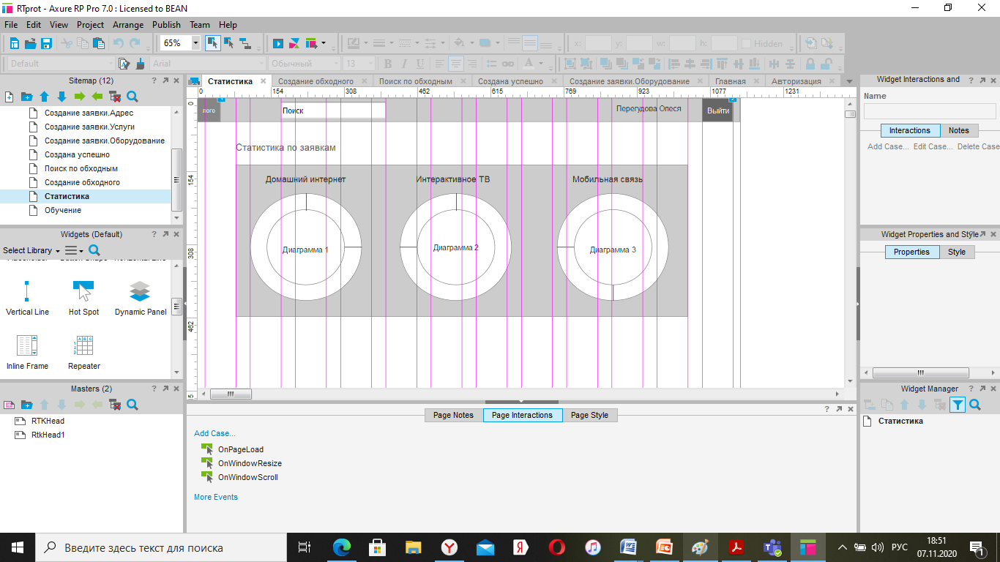 RTprot - Axure RP Pro 7.0 : Licensed to BEAN
File Edit View Project Arrange Publish Team Help
65% x: y: w: h: Hidden
Default Arial Обычный 13 B I U A
Sitemap (12)
Создание заявки.Адрес
Создание заявки.Услуги
Создание заявки.Оборудование
Создана успешно
Поиск по обходным
Создание обходного
Статистика
Обучение
Widgets (Default)
Select Library
Vertical Line Hot Spot Dynamic Panel
Inline Frame Repeater
Masters (2)
RTKHead
RtkHead1
Статистика Создание обходного Поиск по обходным Создана успешно Создание заявки.Оборудование Главная Авторизация
0 154 308 462 615 769 923 1077 1231
0
154
308
462
лого Поиск Перегудова Олеся Выйти
Статистика по заявкам
Домашний интернет Интерактивное ТВ Мобильная связь
Диаграмма 1 Диаграмма 2 Диаграмма 3
Page Notes Page Interactions Page Style
Add Case...
OnPageLoad
OnWindowResize
OnWindowScroll
More Events
Widget Interactions and
Name
Interactions Notes
Add Case... Edit Case... Delete Case
Widget Properties and Style
Properties Style
Widget Manager
Статистика
Введите здесь текст для поиска
РУС
18:51
07.11.2020
1